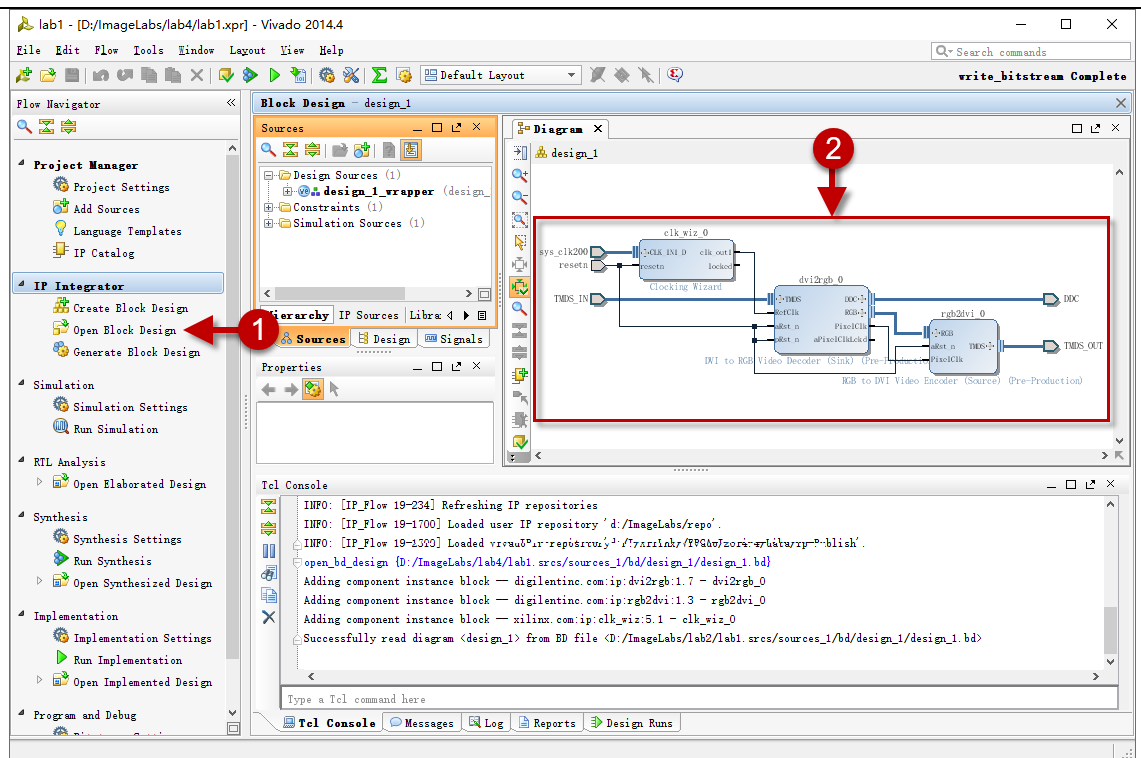 lab1 - [D:/ImageLabs/lab4/lab1.xpr] - Vivado 2014.4
File Edit Flow Tools Window Layout View Help
Search commands
Default Layout
write_bitstream Complete
Flow Navigator
Project Manager
Project Settings
Add Sources
Language Templates
IP Catalog
IP Integrator
Create Block Design
Open Block Design
Generate Block Design
Simulation
Simulation Settings
Run Simulation
RTL Analysis
Open Elaborated Design
Synthesis
Synthesis Settings
Run Synthesis
Open Synthesized Design
Implementation
Implementation Settings
Run Implementation
Open Implemented Design
Program and Debug
1
Block Design - design_1
Sources
Design Sources (1)
design_1_wrapper (design_
Constraints (1)
Simulation Sources (1)
Hierarchy IP Sources Libra
Sources Design Signals
Properties
Diagram
design_1
2
clk_wiz_0
sys_clk200
CLK_IN1_D clk_out1
resetn
resetn locked
Clocking Wizard
dvi2rgb_0
TMDS_IN
TMDS DDC
DDC
RefClk RGB
aRst_n PixelClk
pRst_n aPixelClkLckd
DVI to RGB Video Decoder (Sink) (Pre-Production)
rgb2dvi_0
RGB
aRst_n TMDS
TMDS_OUT
PixelClk
RGB to DVI Video Encoder (Source) (Pre-Production)
Tcl Console
INFO: [IP_Flow 19-234] Refreshing IP repositories
INFO: [IP_Flow 19-1700] Loaded user IP repository 'd:/ImageLabs/repo'.
INFO: [IP_Flow 19-2313] Loaded
open_bd_design {D:/ImageLabs/lab4/lab1.srcs/sources_1/bd/design_1/design_1.bd}
Adding component instance block -- digilentinc.com:ip:dvi2rgb:1.7 - dvi2rgb_0
Adding component instance block -- digilentinc.com:ip:rgb2dvi:1.3 - rgb2dvi_0
Adding component instance block -- xilinx.com:ip:clk_wiz:5.1 - clk_wiz_0
Successfully read diagram <design_1> from BD file <D:/ImageLabs/lab2/lab1.srcs/sources_1/bd/design_1/design_1.bd>
Type a Tcl command here
Tcl Console Messages Log Reports Design Runs